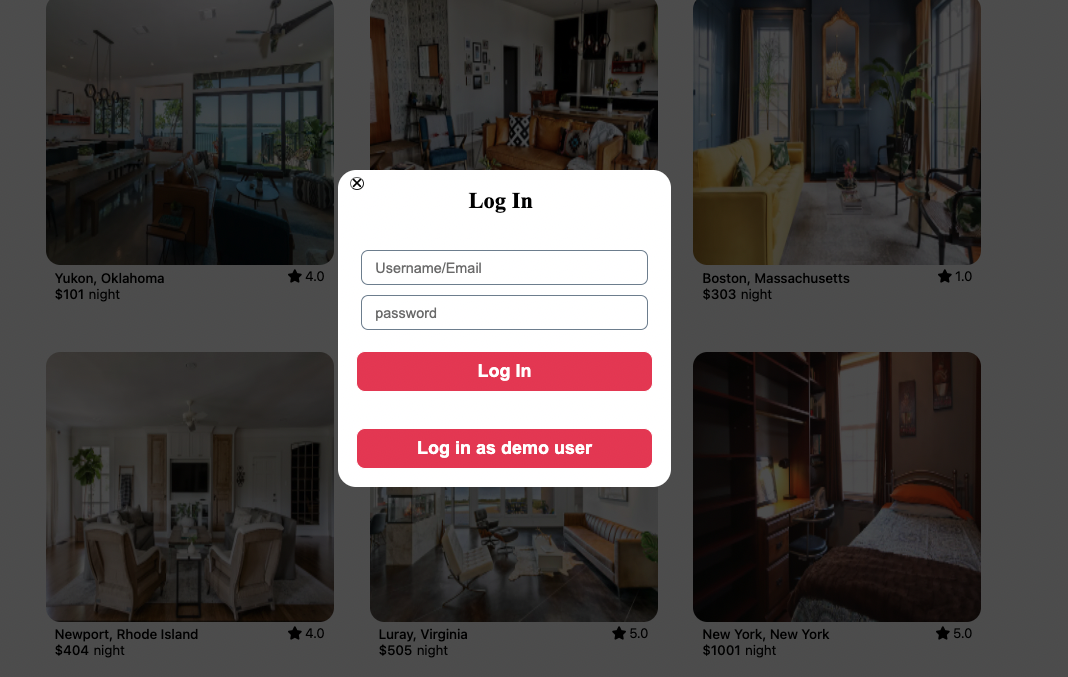 Log In
Username/Email
password
Log In
Log in as demo user
Yukon, Oklahoma 4.0
$101 night
Boston, Massachusetts 1.0
$303 night
Newport, Rhode Island 4.0
$404 night
Luray, Virginia 5.0
$505 night
New York, New York 5.0
$1001 night